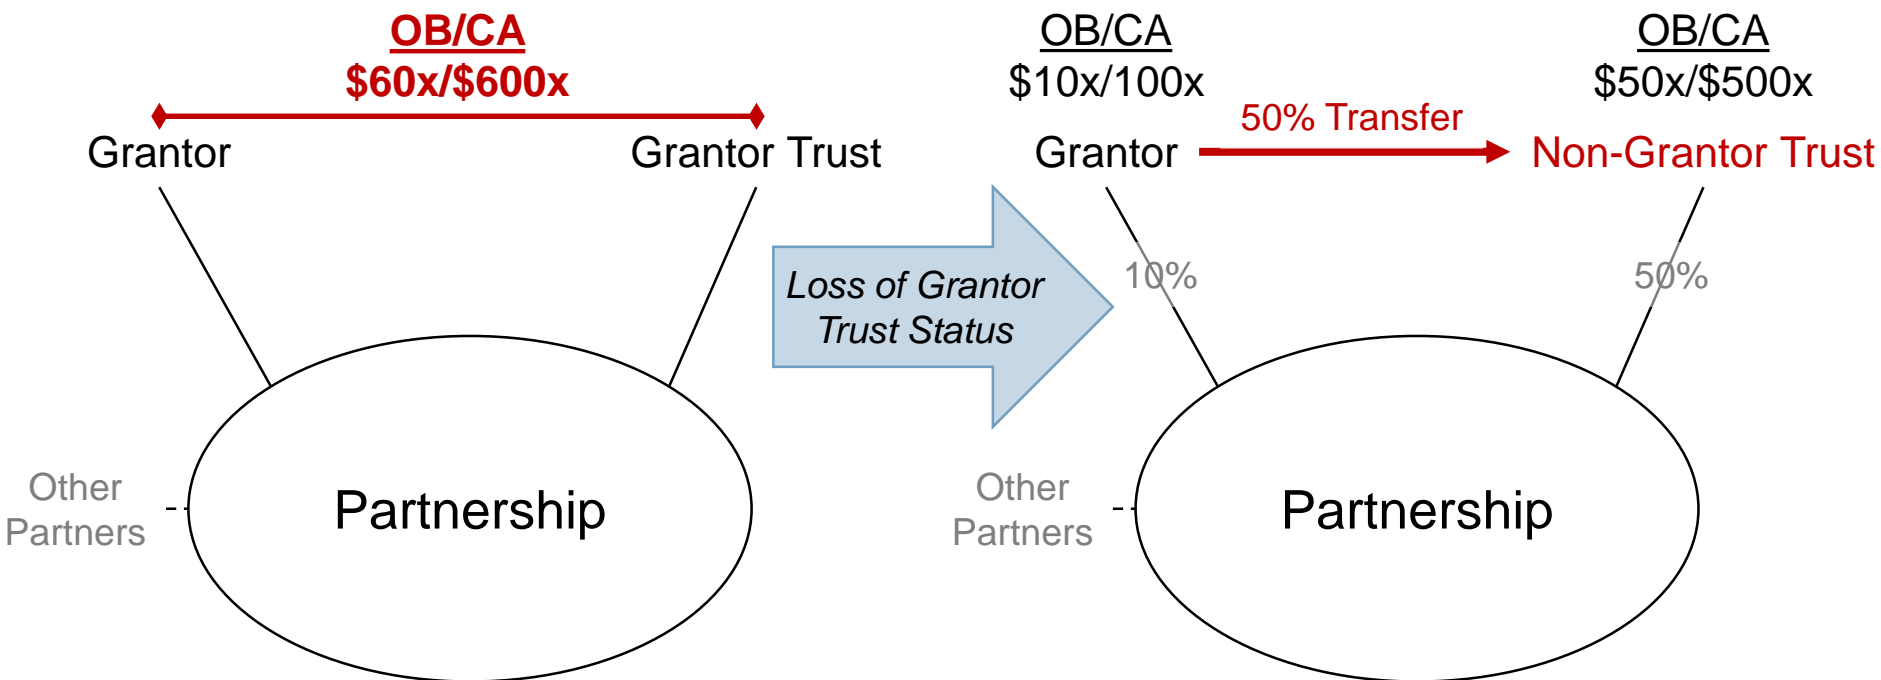 OB/CA
$60x/$600x
Grantor
Grantor Trust
Other
Partners
Partnership
Loss of Grantor
Trust Status
OB/CA
$10x/100x
OB/CA
$50x/$500x
50% Transfer
Grantor
Non-Grantor Trust
10%
50%
Other
Partners
Partnership